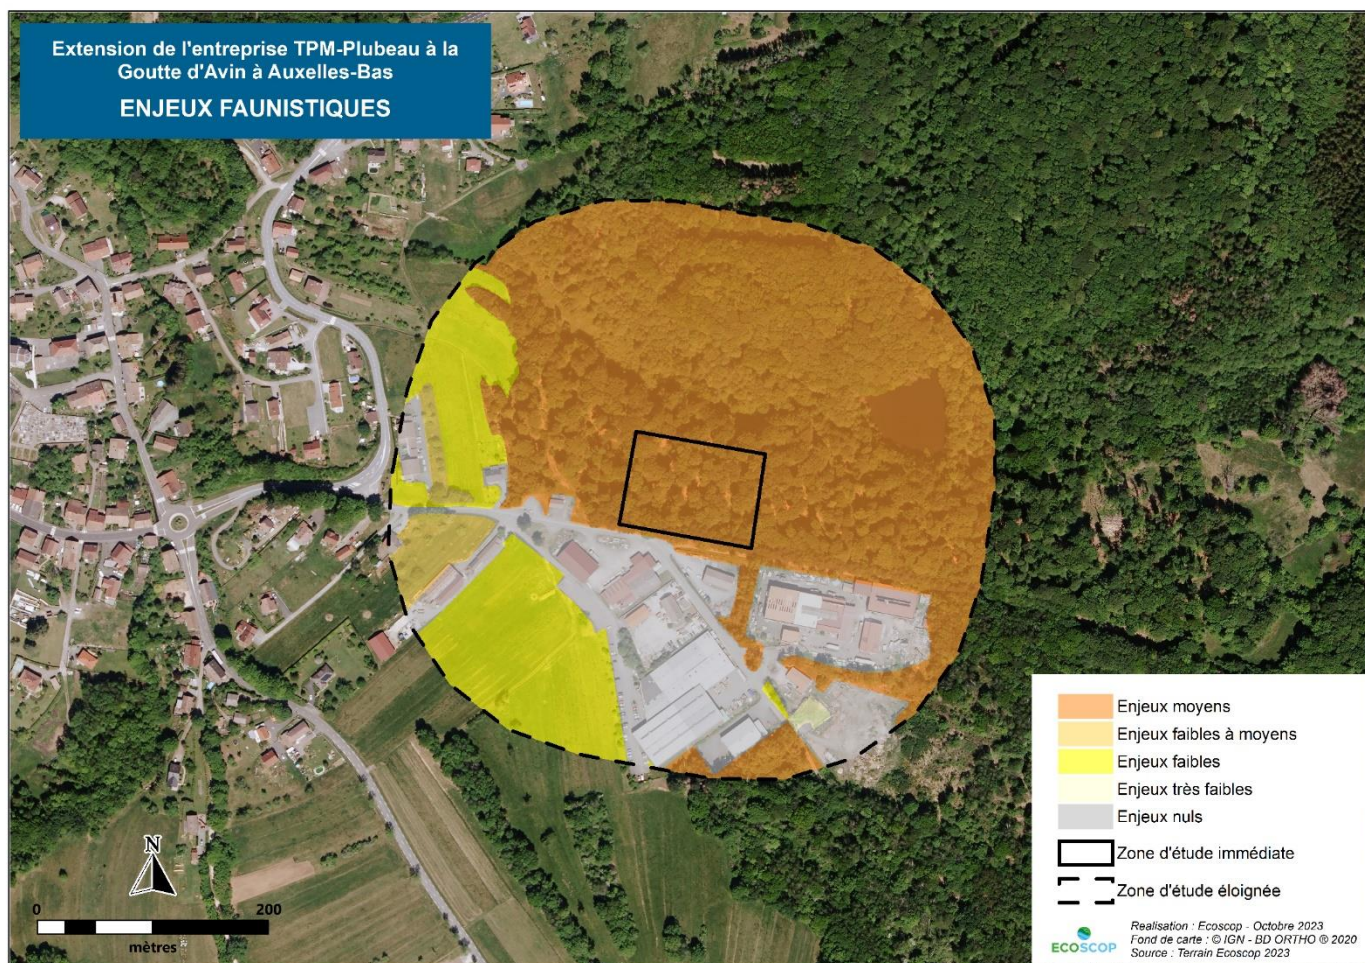 Extension de l'entreprise TPM-Plubeau à la
Goutte d'Avin à Auxelles-Bas
ENJEUX FAUNISTIQUES
Enjeux moyens
Enjeux faibles à moyens
Enjeux faibles
Enjeux très faibles
Enjeux nuls
Zone d'étude immédiate
Zone d'étude éloignée
N
0 200
mètres
ECOSCOP
Realisation : Ecoscop - Octobre 2023
Fond de carte : © IGN - BD ORTHO ® 2020
Source : Terrain Ecoscop 2023